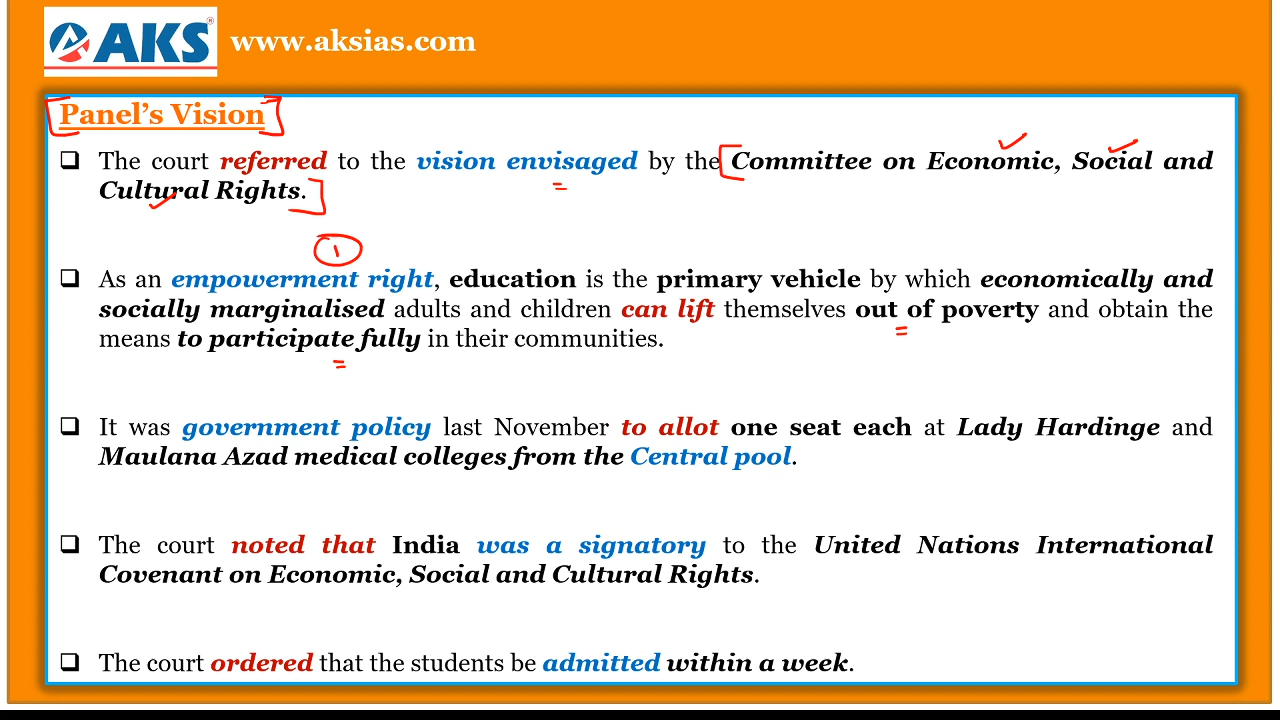 AKS®
www.aksias.com
Panel's Vision
❑ The court referred to the vision envisaged by the Committee on Economic, Social and
Cultural Rights.
1
❑ As an empowerment right, education is the primary vehicle by which economically and
socially marginalised adults and children can lift themselves out of poverty and obtain the
means to participate fully in their communities.
❑ It was government policy last November to allot one seat each at Lady Hardinge and
Maulana Azad medical colleges from the Central pool.
❑ The court noted that India was a signatory to the United Nations International
Covenant on Economic, Social and Cultural Rights.
❑ The court ordered that the students be admitted within a week.